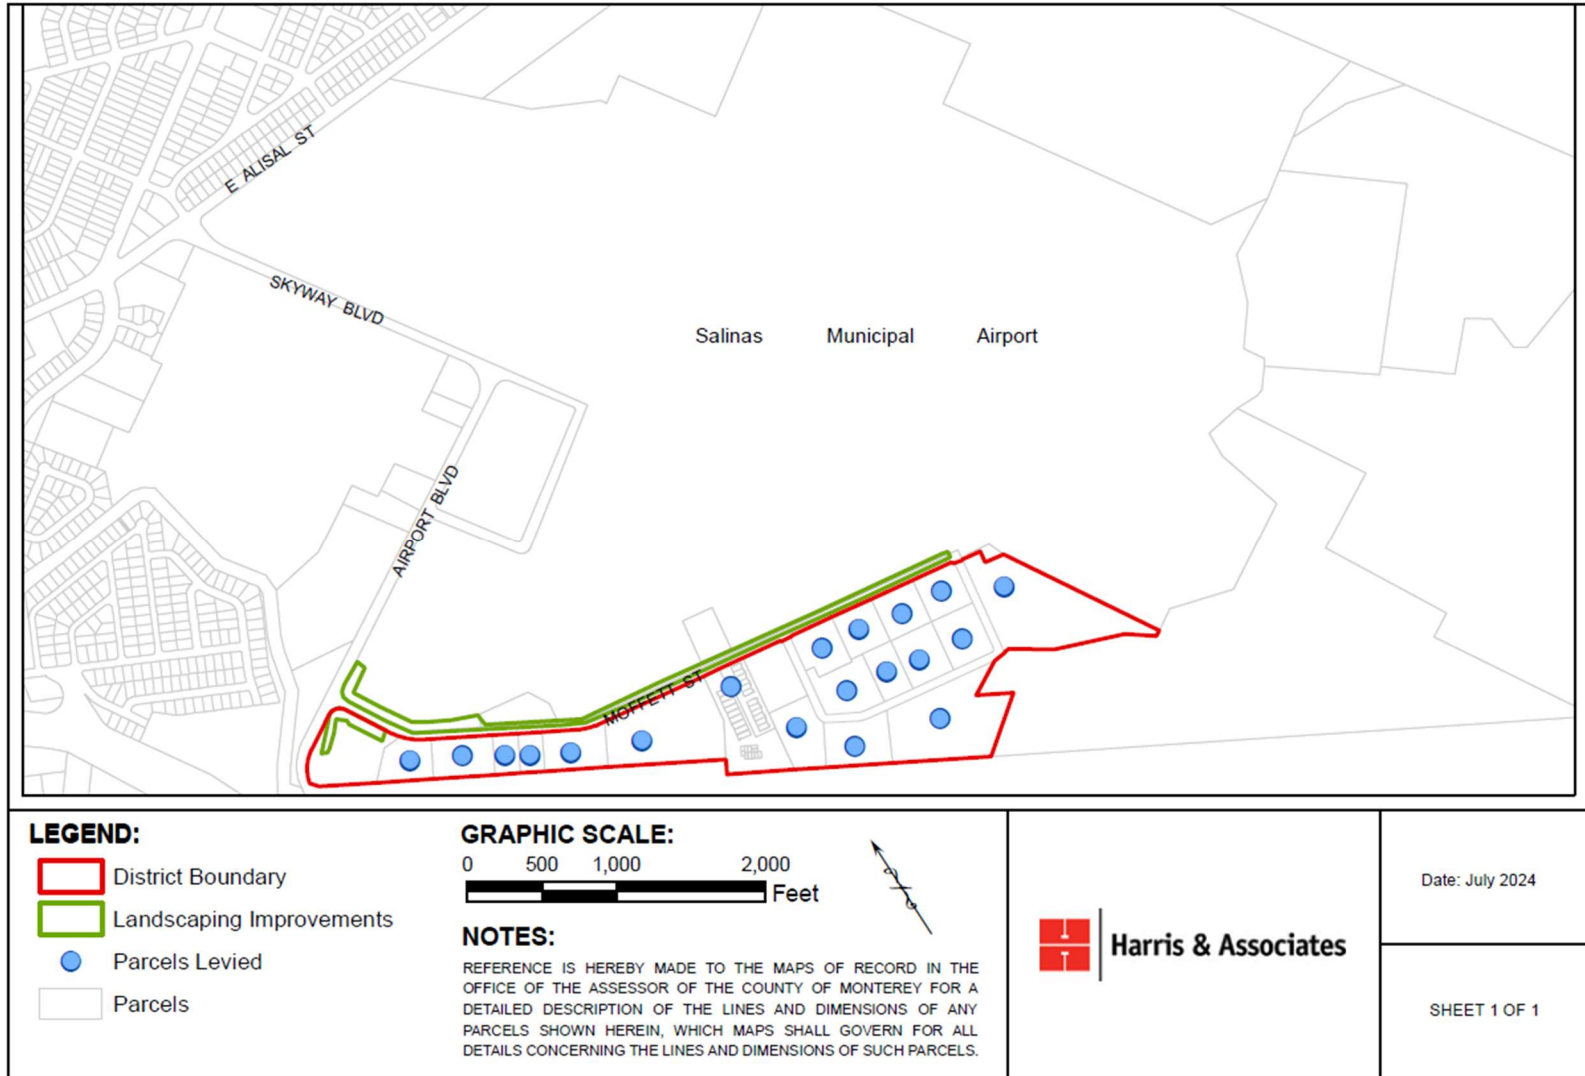 E ALISAL ST
SKYWAY BLVD
Salinas Municipal Airport
AIRPORT BLVD
MOFFETT ST
LEGEND:
District Boundary
Landscaping Improvements
Parcels Levied
Parcels
GRAPHIC SCALE:
0 500 1,000 2,000
Feet
NOTES:
REFERENCE IS HEREBY MADE TO THE MAPS OF RECORD IN THE
OFFICE OF THE ASSESSOR OF THE COUNTY OF MONTEREY FOR A
DETAILED DESCRIPTION OF THE LINES AND DIMENSIONS OF ANY
PARCELS SHOWN HEREIN, WHICH MAPS SHALL GOVERN FOR ALL
DETAILS CONCERNING THE LINES AND DIMENSIONS OF SUCH PARCELS.
Harris & Associates
Date: July 2024
SHEET 1 OF 1